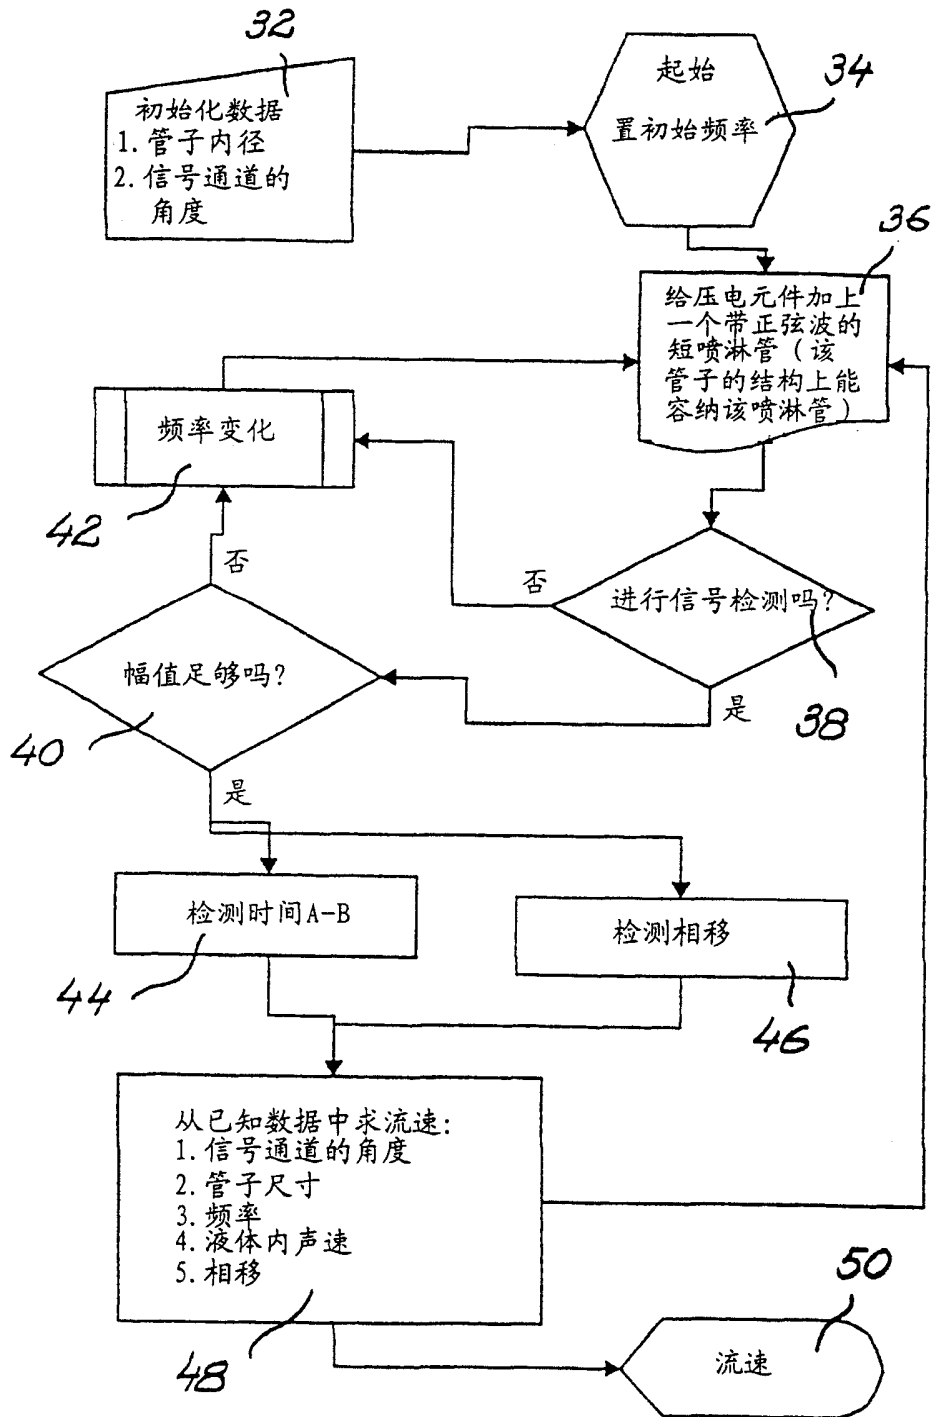 32
初始化数据
1. 管子内径
2. 信号通道的
角度
起始
置初始频率
34
36
给压电元件加上
一个带正弦波的
短喷淋管（该
管子的结构上能
容纳该喷淋管）
频率变化
42
否
否
进行信号检测吗?
38
是
幅值足够吗?
40
是
检测时间A-B
44
检测相移
46
从已知数据中求流速:
1. 信号通道的角度
2. 管子尺寸
3. 频率
4. 液体内声速
5. 相移
48
50
流速